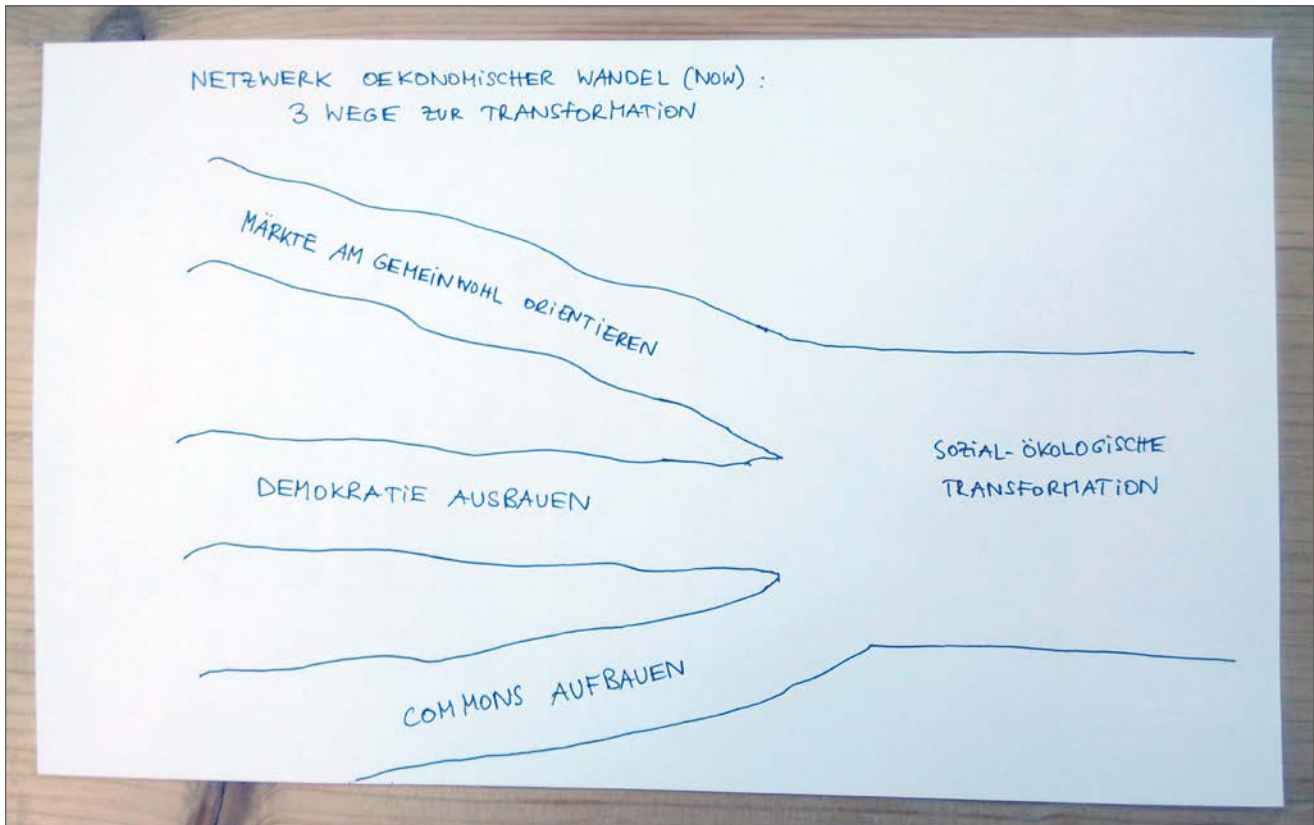 NETZWERK OEKONOMISCHER WANDEL (NOW) :
3 WEGE ZUR TRANSFORMATION
MÄRKTE AM GEMEINWOHL ORIENTIEREN
DEMOKRATIE AUSBAUEN
COMMONS AUFBAUEN
SOZIAL-ÖKOLOGISCHE
TRANSFORMATION